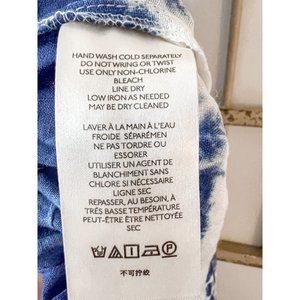 HAND WASH COLD SEPARATELY
DO NOT WRING OR TWIST
USE ONLY NON-CHLORINE
BLEACH
LINE DRY
LOW IRON AS NEEDED
MAY BE DRY CLEANED
LAVER À LA MAIN À L'EAU
FROIDE SÉPARÉMEN
NE PAS TORDRE OU
ESSORER
UTILISER UN AGENT DE
BLANCHIMENT SANS
CHLORE SI NÉCESSAIRE
LIGNE SEC
REPASSER, AU BESOIN, À
TRÈS BASSE TEMPÉRATURE
PEUT-ÊTRE ÊTRE NETTOYÉE
SEC
不可拧绞